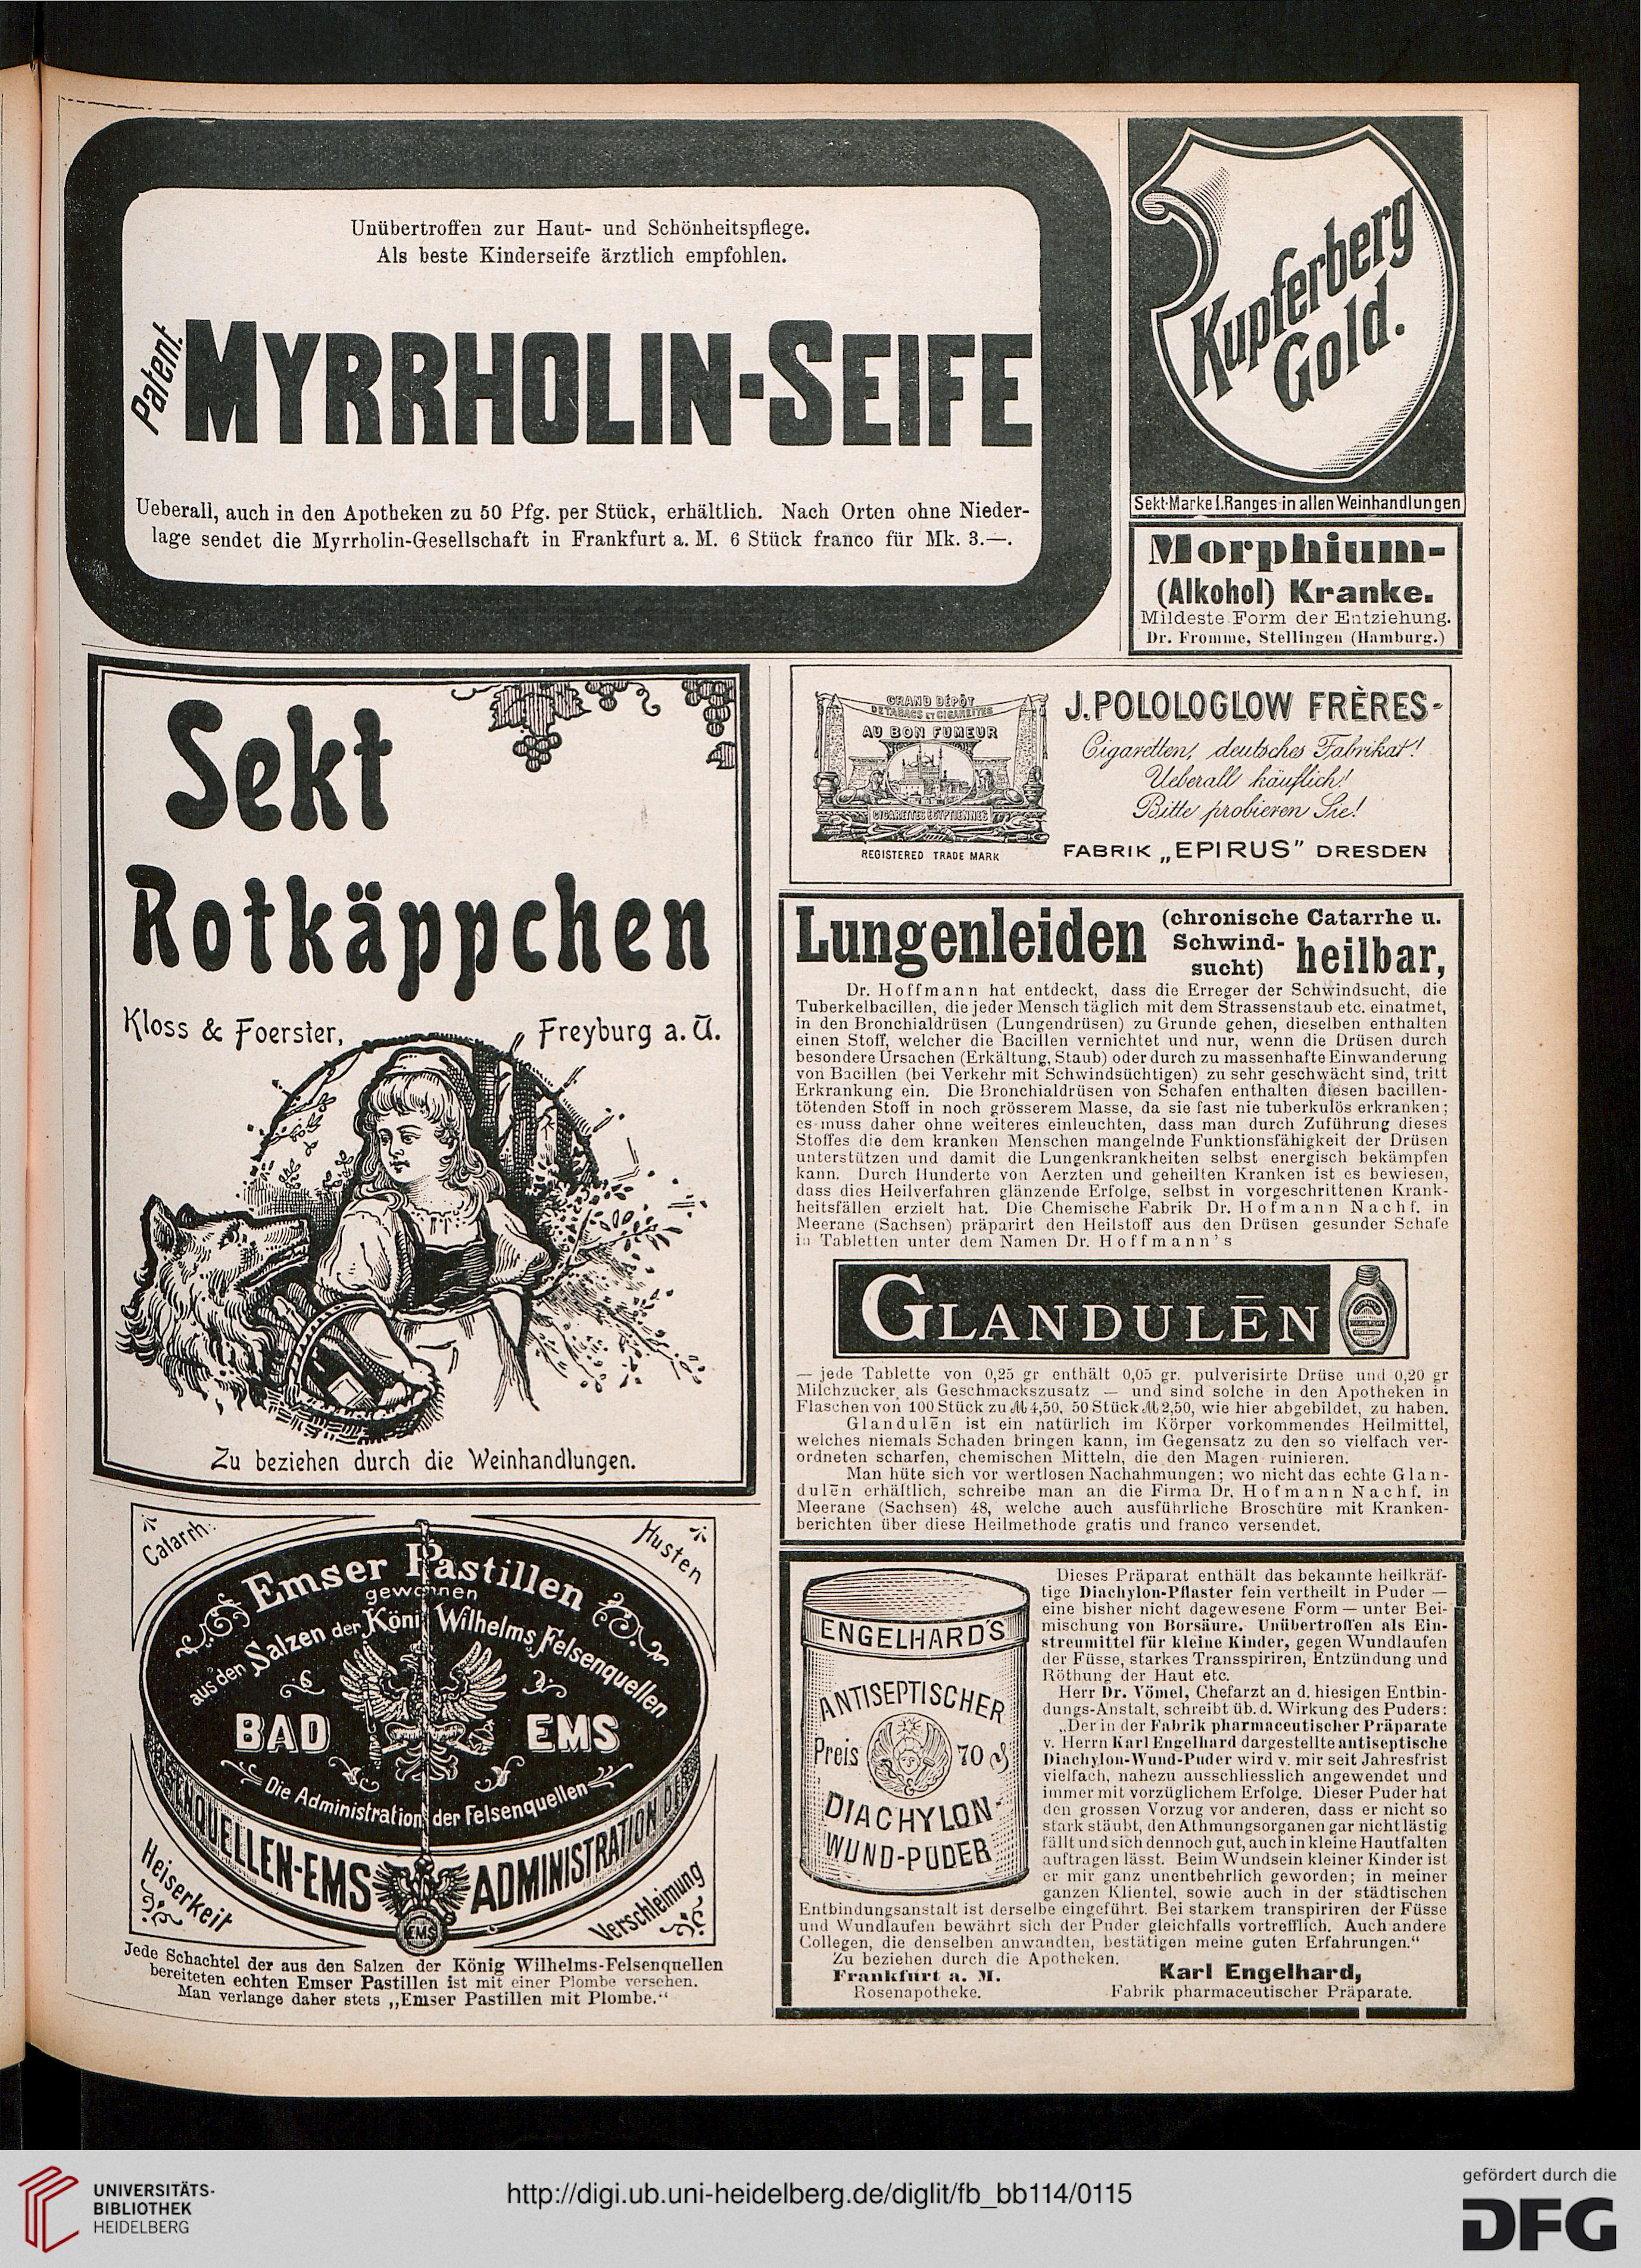 Unübertroffen zur Haut- und Schönheitspflege.
Als beste Kinderseife ärztlich empfohlen.
Patent
MYRRHOLIN-SEIFE
Ueberall, auch in den Apotheken zu 50 Pfg. per Stück, erhältlich. Nach Orten ohne Nieder-
lage sendet die Myrrholin-Gesellschaft in Frankfurt a. M. 6 Stück franco für Mk. 3.—.
Kupferberg
Gold.
Sekt-Marke I. Ranges in allen Weinhandlungen
Morphium-
(Alkohol) Kranke.
Mildeste Form der Entziehung.
Dr. Fromme, Stellingen (Hamburg.)
Sekt
Rotkäppchen
Kloss & Foerster, Freyburg a. U.
Zu beziehen durch die Weinhandlungen.
GRAND DÉPÔT
DE TABACS ET CIGARETTES
AU BON FUMEUR
CIGARETTES EGYPTIENNES
REGISTERED TRADE MARK
J. POLOLOGLOW FRÈRES-
Cigaretten, deutsches Fabrikat!
Ueberall käuflich!
Bitte probieren Sie!
FABRIK „EPIRUS" DRESDEN
Lungenleiden (chronische Catarrhe u.
Schwind-
sucht) heilbar,
Dr. Hoffmann hat entdeckt, dass die Erreger der Schwindsucht, die
Tuberkelbacillen, die jeder Mensch täglich mit dem Strassenstaub etc. einatmet,
in den Bronchialdrüsen (Lungendrüsen) zu Grunde gehen, dieselben enthalten
einen Stoff, welcher die Bacillen vernichtet und nur, wenn die Drüsen durch
besondere Ursachen (Erkältung, Staub) oder durch zu massenhafte Einwanderung
von Bacillen (bei Verkehr mit Schwindsüchtigen) zu sehr geschwächt sind, tritt
Erkrankung ein. Die Bronchialdrüsen von Schafen enthalten diesen bacillen-
tötenden Stoff in noch grösserem Masse, da sie fast nie tuberkulös erkranken;
es muss daher ohne weiteres einleuchten, dass man durch Zuführung dieses
Stoffes die dem kranken Menschen mangelnde Funktionsfähigkeit der Drüsen
unterstützen und damit die Lungenkrankheiten selbst energisch bekämpfen
kann. Durch Hunderte von Aerzten und geheilten Kranken ist es bewiesen,
dass dies Heilverfahren glänzende Erfolge, selbst in vorgeschrittenen Krank-
heitsfällen erzielt hat. Die Chemische Fabrik Dr. Hofmann Nachf. in
Meerane (Sachsen) präparirt den Heilstoff aus den Drüsen gesunder Schafe
in Tabletten unter dem Namen Dr. Hoffmann's
GLANDULĒN
— jede Tablette von 0,25 gr enthält 0,05 gr. pulverisirte Drüse und 0,20 gr
Milchzucker als Geschmackszusatz — und sind solche in den Apotheken in
Flaschen von 100 Stück zu M 4,50, 50 Stück M 2,50, wie hier abgebildet, zu haben.
Glandulēn ist ein natürlich im Körper vorkommendes Heilmittel,
welches niemals Schaden bringen kann, im Gegensatz zu den so vielfach ver-
ordneten scharfen, chemischen Mitteln, die den Magen ruinieren.
Man hüte sich vor wertlosen Nachahmungen; wo nicht das echte Glan-
dulēn erhältlich, schreibe man an die Firma Dr. Hofmann Nachf. in
Meerane (Sachsen) 48, welche auch ausführliche Broschüre mit Kranken-
berichten über diese Heilmethode gratis und franco versendet.
Catarrh
Husten
Emser Pastillen
gewonnen
aus den Salzen der König Wilhelms Felsenquellen
BAD EMS
Die Administration der Felsenquellen
QUELLEN-EMS ADMINISTRATION DER
EMS
Heiserkeit
Verschleimung
Jede Schachtel der aus den Salzen der König Wilhelms-Felsenquellen
bereiteten echten Emser Pastillen ist mit einer Plombe versehen.
Man verlange daher stets „Emser Pastillen mit Plombe."
ENGELHARD'S
ANTISEPTISCHER
Preis 70 ₰
DIACHYLON-
WUND-PUDER
Dieses Präparat enthält das bekannte heilkräf-
tige Diachylon-Pflaster fein vertheilt in Puder —
eine bisher nicht dagewesene Form — unter Bei-
mischung von Borsäure. Unübertroffen als Ein-
streumittel für kleine Kinder, gegen Wundlaufen
der Füsse, starkes Transspiriren, Entzündung und
Röthung der Haut etc.
Herr Dr. Vömel, Chefarzt an d. hiesigen Entbin-
dungs-Anstalt, schreibt üb. d. Wirkung des Puders:
„Der in der Fabrik pharmaceutischer Präparate
v. Herrn Karl Engelhard dargestellte antiseptische
Diachylon-Wund-Puder wird v. mir seit Jahresfrist
vielfach, nahezu ausschliesslich angewendet und
immer mit vorzüglichem Erfolge. Dieser Puder hat
den grossen Vorzug vor anderen, dass er nicht so
stark stäubt, den Athmungsorganen gar nicht lästig
fällt und sich dennoch gut, auch in kleine Hautfalten
auftragen lässt. Beim Wundsein kleiner Kinder ist
er mir ganz unentbehrlich geworden; in meiner
ganzen Klientel, sowie auch in der städtischen
Entbindungsanstalt ist derselbe eingeführt. Bei starkem transpiriren der Füsse
und Wundlaufen bewährt sich der Puder gleichfalls vortrefflich. Auch andere
Collegen, die denselben anwandten, bestätigen meine guten Erfahrungen."
Zu beziehen durch die Apotheken.
Frankfurt a. M. Karl Engelhard,
Rosenapotheke. Fabrik pharmaceutischer Präparate.
UNIVERSITÄTS-
BIBLIOTHEK
HEIDELBERG
http://digi.ub.uni-heidelberg.de/diglit/fb_bb114/0115
gefördert durch die
DFG